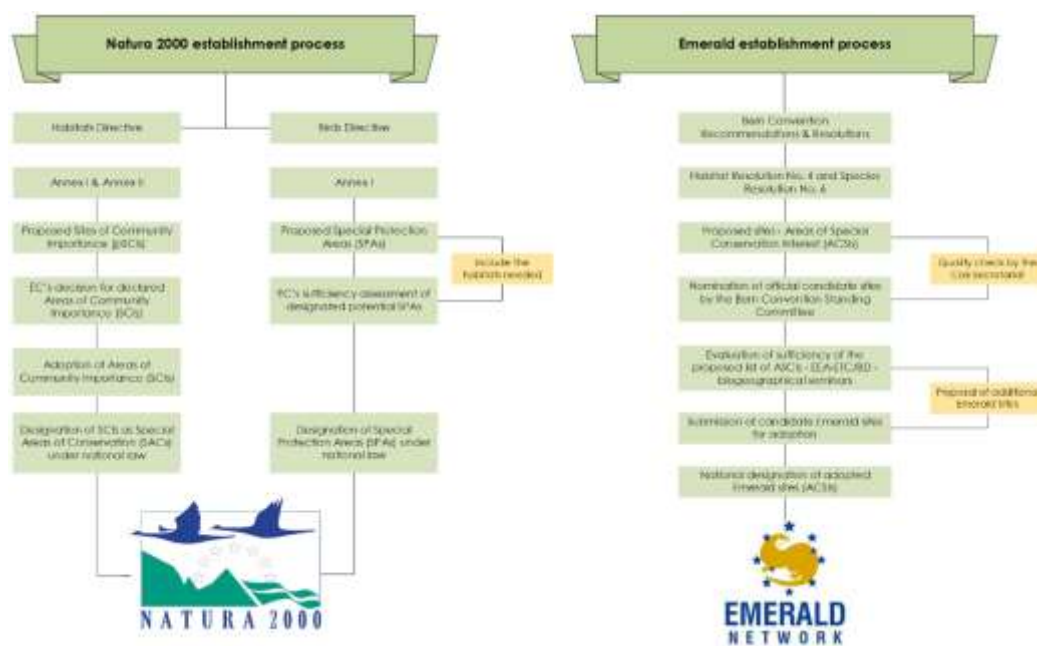 Natura 2000 establishment process
Habitats Directive
Birds Directive
Annex I & Annex II
Annex I
Proposed Sites of Community
Importance (pSCIs)
Proposed Special Protection
Areas (SPAs)
Include the
habitats needed
EC's decision for declared
Areas of Community
Importance (SCIs)
EC's sufficiency assessment of
designated potential SPAs
Adoption of Areas of
Community Importance (SCIs)
Designation of SCIs as Special
Areas of Conservation (SACs)
under national law
Designation of Special
Protection Areas (SPAs) under
national law
NATURA 2000
Emerald establishment process
Bern Convention
Recommendations & Resolutions
Habitat Resolution No. 4 and Species
Resolution No. 6
Proposed sites - Areas of Special
Conservation Interest (ACSIs)
Quality check by the
CoE secretariat
Nomination of official candidate sites
by the Bern Convention Standing
Committee
Evaluation of sufficiency of the
proposed list of ASCIs - EEA-ETC/BD -
biogeographical seminars
Proposal of additional
Emerald sites
Submission of candidate Emerald sites
for adoption
National designation of adopted
Emerald sites (ACSIs)
EMERALD
NETWORK